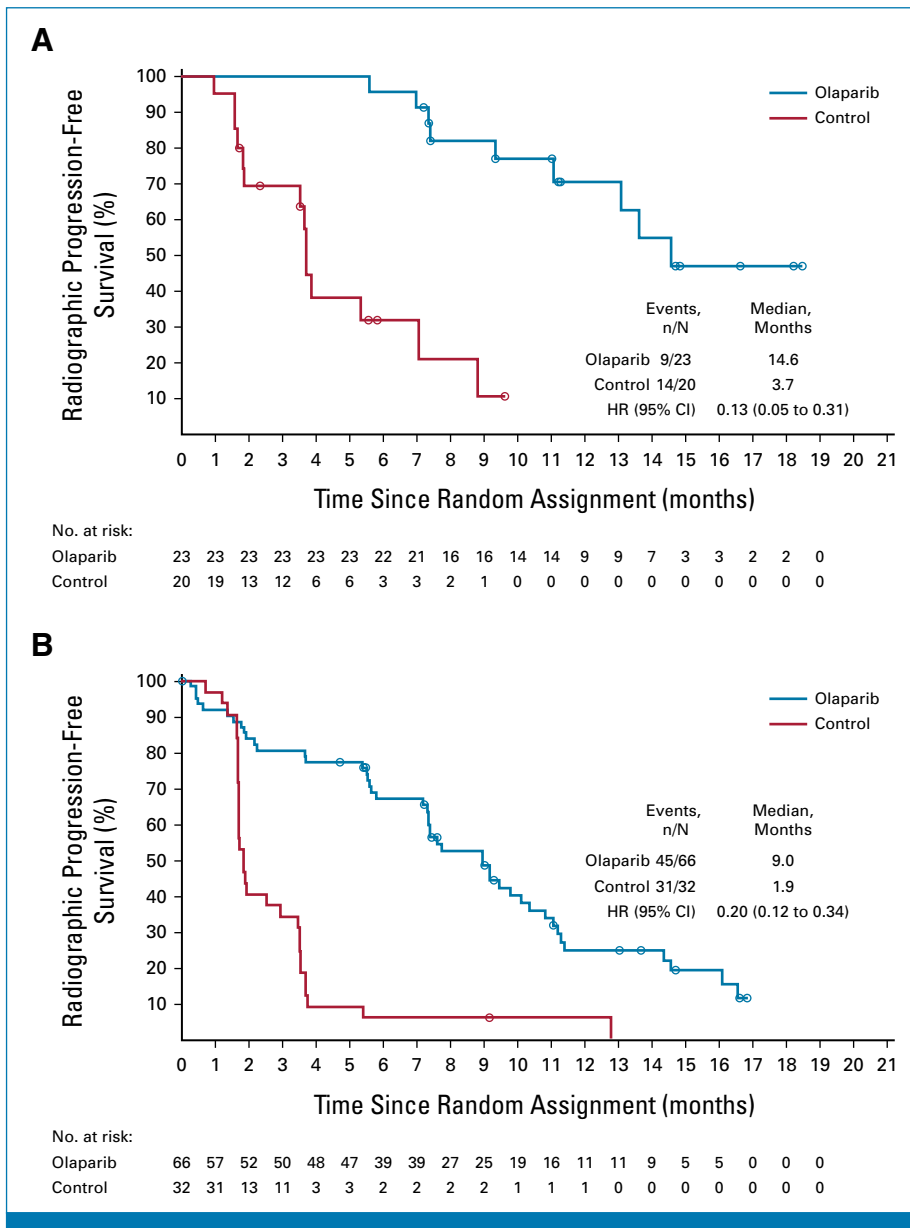 A
Radiographic Progression-Free
Survival (%)
100
90
80
70
60
50
40
30
20
10
Olaparib
Control
Events, Median,
n/N Months
Olaparib 9/23 14.6
Control 14/20 3.7
HR (95% CI) 0.13 (0.05 to 0.31)
0 1 2 3 4 5 6 7 8 9 10 11 12 13 14 15 16 17 18 19 20 21
Time Since Random Assignment (months)
No. at risk:
Olaparib 23 23 23 23 23 23 22 21 16 16 14 14 9 9 7 3 3 2 2 0
Control 20 19 13 12 6 6 3 3 2 1 0 0 0 0 0 0 0 0 0 0
B
Radiographic Progression-Free
Survival (%)
100
90
80
70
60
50
40
30
20
10
Olaparib
Control
Events, Median,
n/N Months
Olaparib 45/66 9.0
Control 31/32 1.9
HR (95% CI) 0.20 (0.12 to 0.34)
0 1 2 3 4 5 6 7 8 9 10 11 12 13 14 15 16 17 18 19 20 21
Time Since Random Assignment (months)
No. at risk:
Olaparib 66 57 52 50 48 47 39 39 27 25 19 16 11 11 9 5 5 0 0 0
Control 32 31 13 11 3 3 2 2 2 2 1 1 1 0 0 0 0 0 0 0